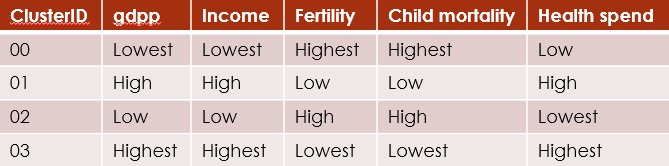 ClusterID gdpp Income Fertility Child mortality Health spend
00 Lowest Lowest Highest Highest Low
01 High High Low Low High
02 Low Low High High Lowest
03 Highest Highest Lowest Lowest Highest